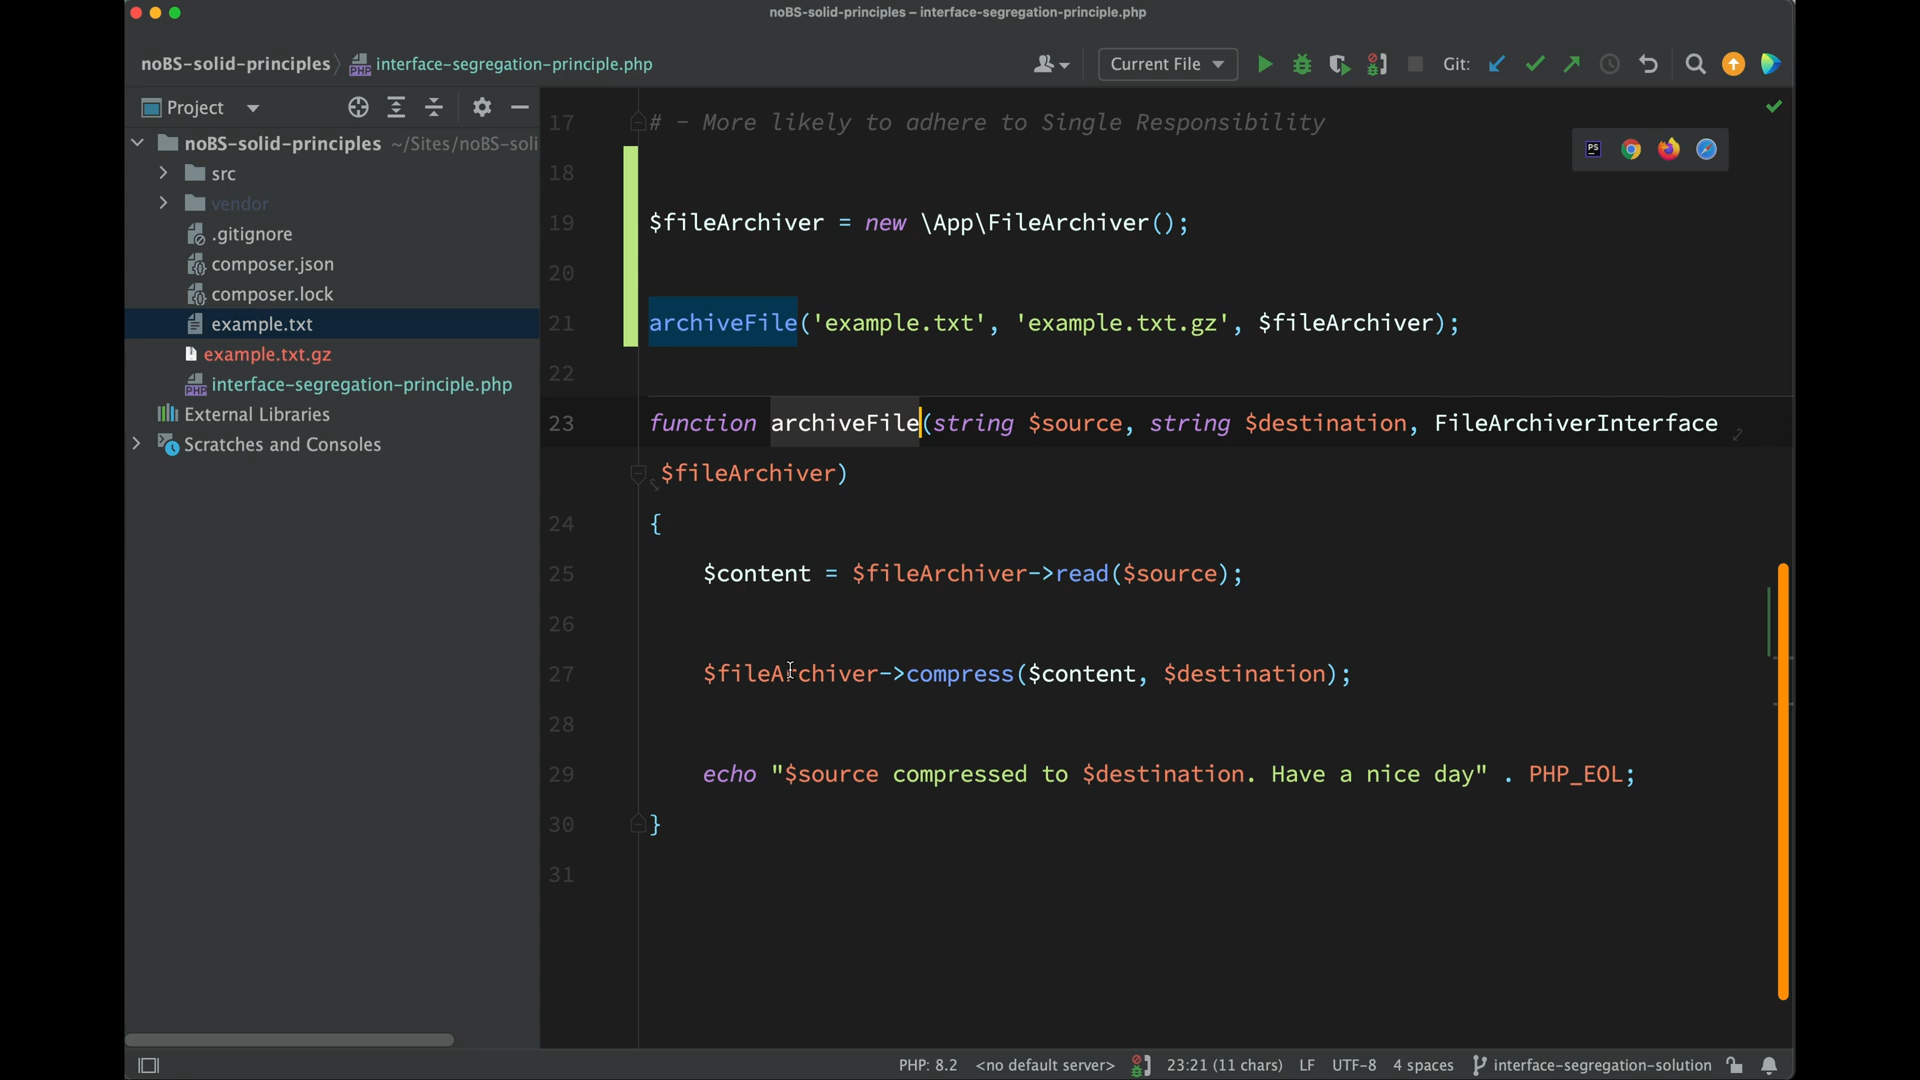 noBS-solid-principles – interface-segregation-principle.php
noBS-solid-principles
interface-segregation-principle.php
Current File
Git:
Project
noBS-solid-principles ~/Sites/noBS-soli
src
vendor
.gitignore
composer.json
composer.lock
example.txt
example.txt.gz
interface-segregation-principle.php
External Libraries
Scratches and Consoles
17 # - More likely to adhere to Single Responsibility
18
19 $fileArchiver = new \App\FileArchiver();
20
21 archiveFile('example.txt', 'example.txt.gz', $fileArchiver);
22
23 function archiveFile(string $source, string $destination, FileArchiverInterface
$fileArchiver)
24 {
25 $content = $fileArchiver->read($source);
26
27 $fileArchiver->compress($content, $destination);
28
29 echo "$source compressed to $destination. Have a nice day" . PHP_EOL;
30 }
31
PHP: 8.2 <no default server> 23:21 (11 chars) LF UTF-8 4 spaces interface-segregation-solution